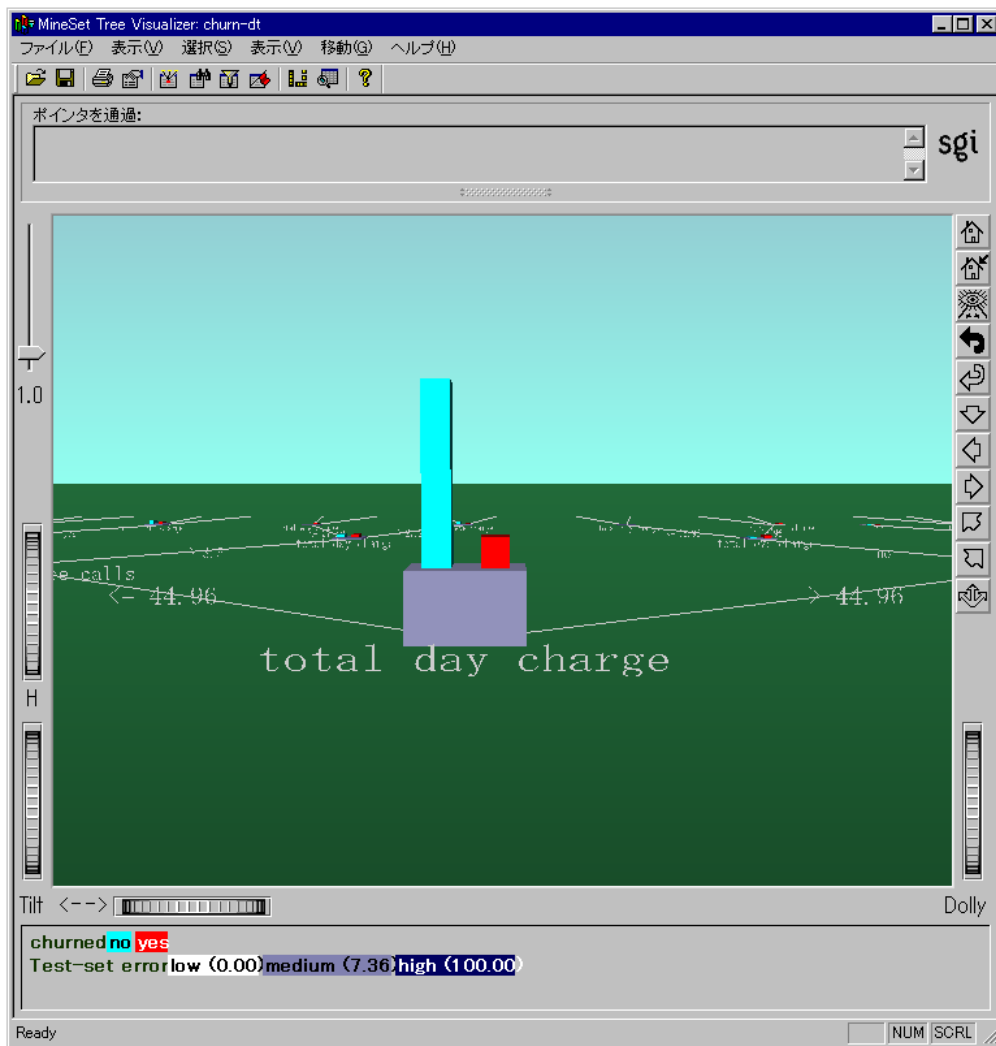 MineSet Tree Visualizer: churn-dt
ファイル(F) 表示(V) 選択(S) 表示(V) 移動(G) ヘルプ(H)
ポインタを通過:
sgi
1.0
e calls
<- 44.96
> 44.96
total day charge
H
Tilt <-->
Dolly
churned no yes
Test-set error low (0.00) medium (7.36) high (100.00)
Ready
NUM SCRL